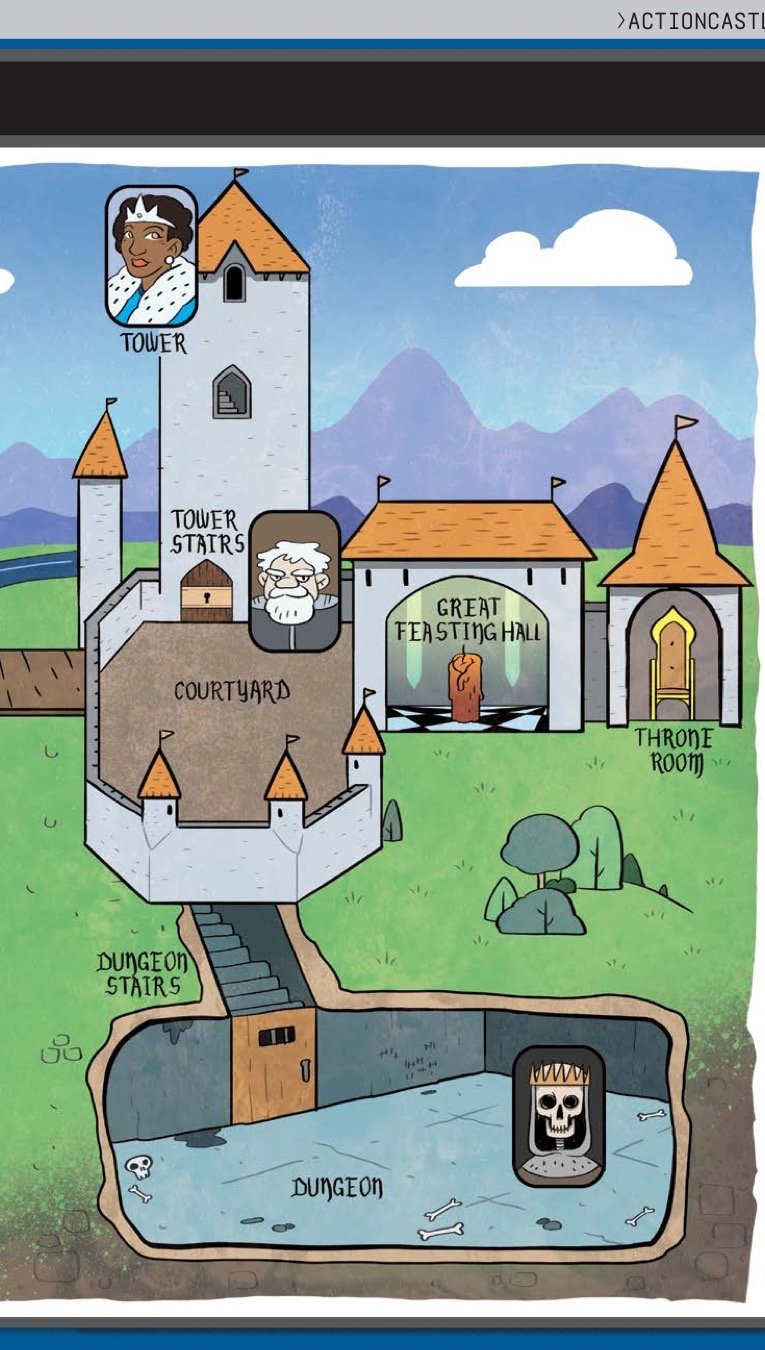 >ACTIONCASTL
TOWER
TOWER
STAIRS
GREAT
FEASTING HALL
COURTYARD
THRONE
ROOM
DUNGEON
STAIRS
DUNGEON